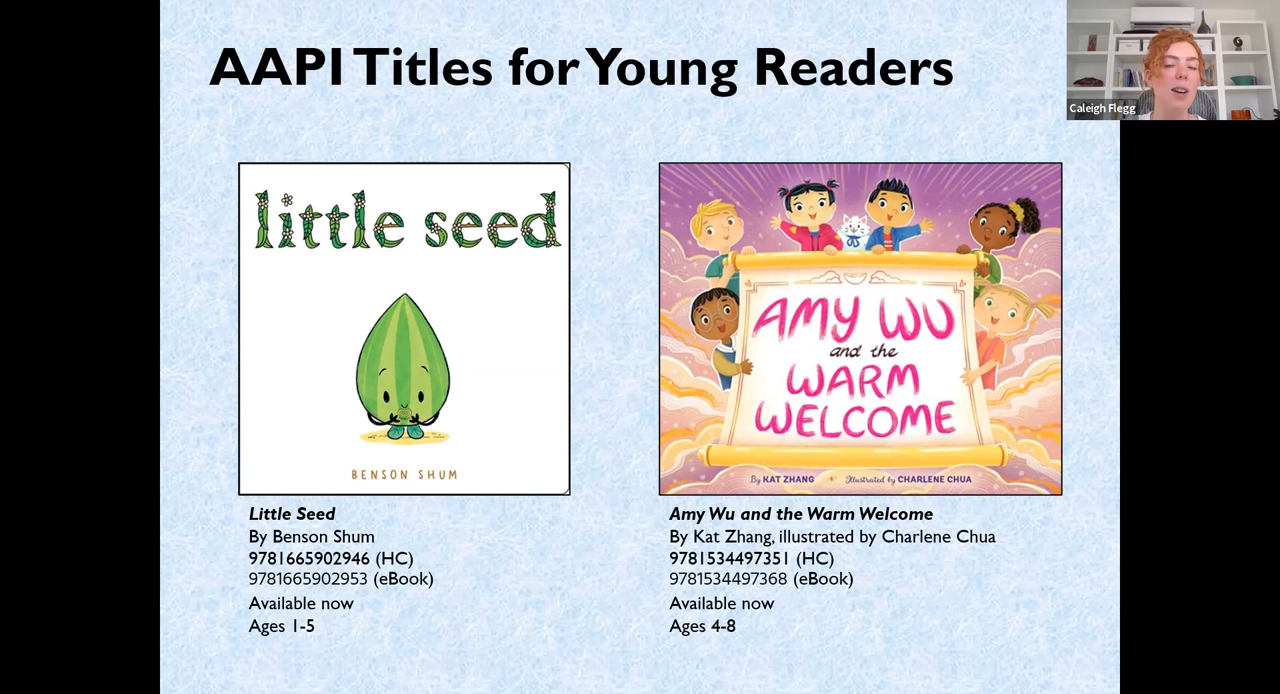 AAPI Titles for Young Readers
Caleigh Flegg
little seed
BENSON SHUM
AMY WU
and the
WARM
WELCOME
By KAT ZHANG Illustrated by CHARLENE CHUA
Little Seed
By Benson Shum
9781665902946 (HC)
9781665902953 (eBook)
Available now
Ages 1-5
Amy Wu and the Warm Welcome
By Kat Zhang, illustrated by Charlene Chua
9781534497351 (HC)
9781534497368 (eBook)
Available now
Ages 4-8